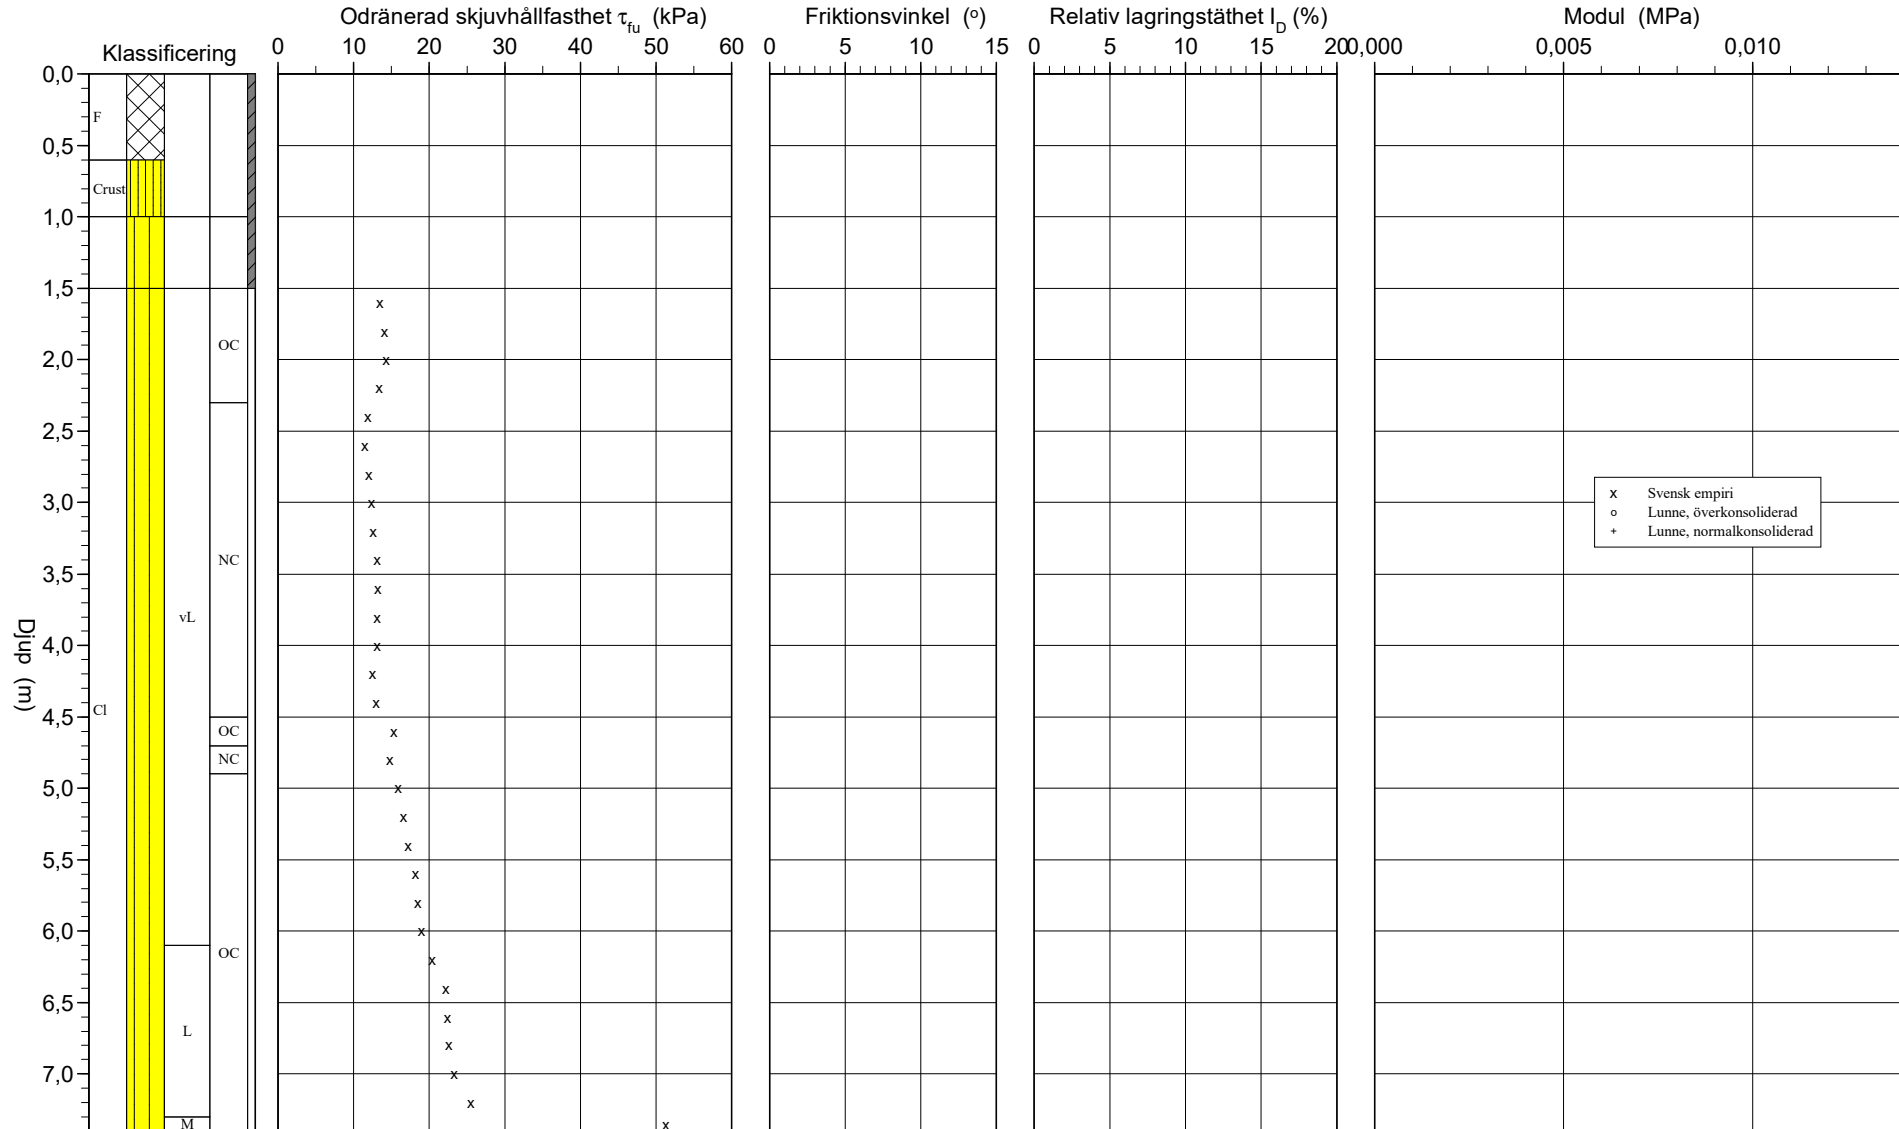 Odränerad skjuvhållfasthet τfu (kPa) Friktionsvinkel (o) Relativ lagringstäthet ID (%) Modul (MPa)
Klassificering 0 10 20 30 40 50 60 0 5 10 15 0 5 10 15 20 0,000 0,005 0,010
0,0
F
0,5
Crust
1,0
1,5
OC
2,0
2,5
x Svensk empiri
3,0
o Lunne, överkonsoliderad
+ Lunne, normalkonsoliderad
NC
3,5
vL
Djup (m)
4,0
Cl
4,5
OC
NC
5,0
5,5
6,0
OC
6,5
L
7,0
M